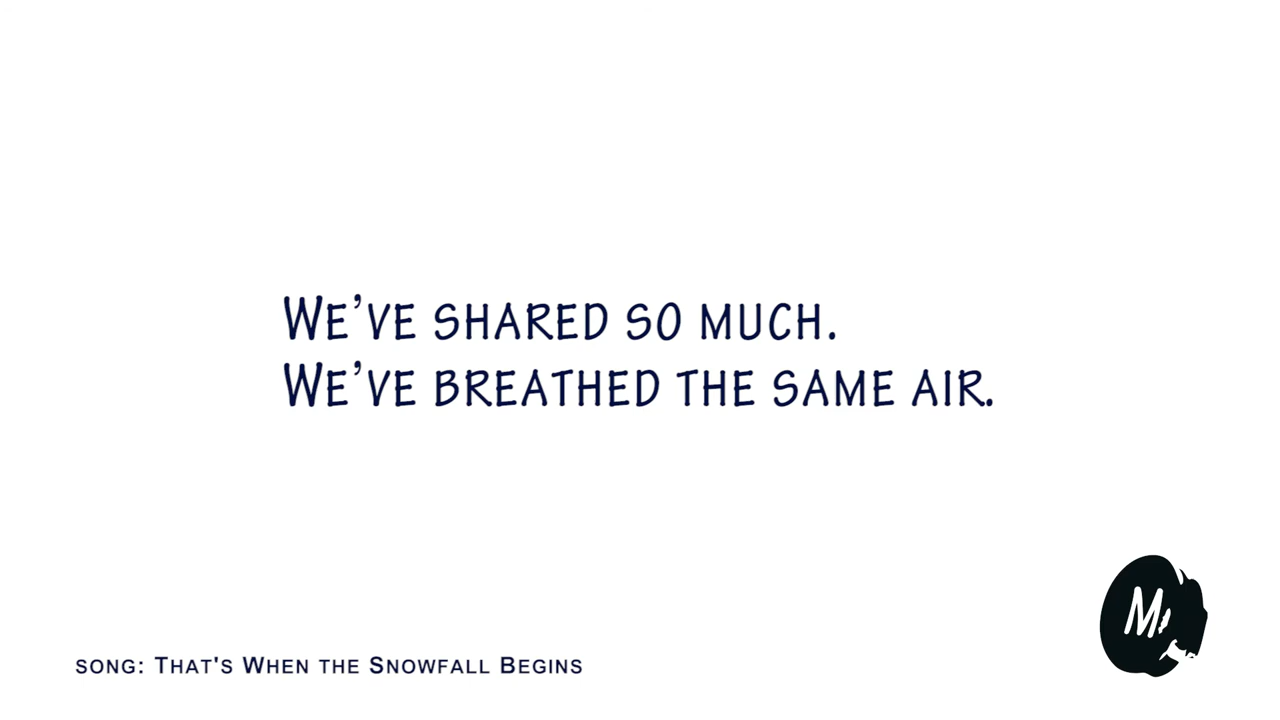 We've shared so much.
We've breathed the same air.
M
song: That's When the Snowfall Begins